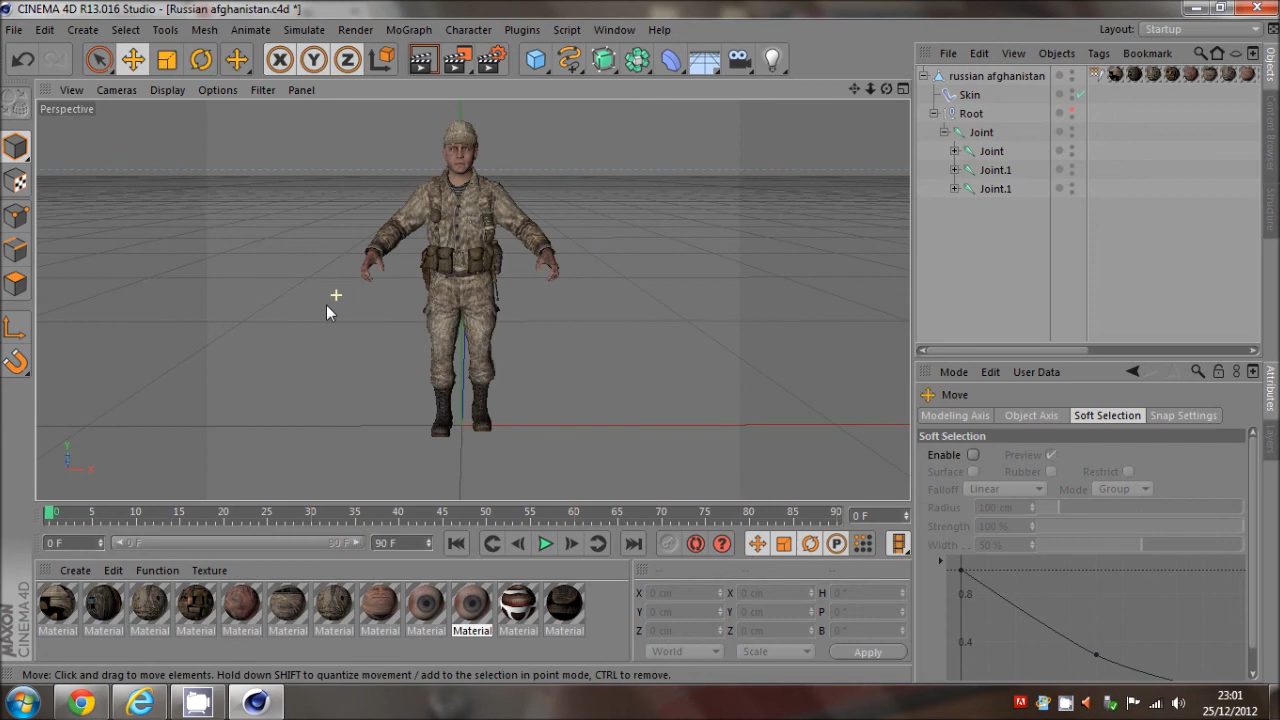 CINEMA 4D R13.016 Studio - [Russian afghanistan.c4d *]
File Edit Create Select Tools Mesh Animate Simulate Render MoGraph Character Plugins Script Window Help
Layout: Startup
X Y Z
View Cameras Display Options Filter Panel
Perspective
Y
X
0 5 10 15 20 25 30 35 40 45 50 55 60 65 70 75 80 85 90
0 F
0 F 0 F 90 F 90 F
P
Create Edit Function Texture
Material Material Material Material Material Material Material Material Material Material Material Material
-- -- --
X 0 cm X 0 cm H 0 °
Y 0 cm Y 0 cm P 0 °
Z 0 cm Z 0 cm B 0 °
World Scale Apply
MAXON
CINEMA 4D
Move: Click and drag to move elements. Hold down SHIFT to quantize movement / add to the selection in point mode, CTRL to remove.
File Edit View Objects Tags Bookmark
russian afghanistan
Skin
Root
Joint
Joint
Joint.1
Joint.1
Objects
Content Browser
Structure
Mode Edit User Data
Move
Modeling Axis Object Axis Soft Selection Snap Settings
Soft Selection
Enable Preview
Surface Rubber Restrict
Falloff Linear Mode Group
Radius 100 cm
Strength 100 %
Width 50 %
0.8
0.4
Attributes
Layers
23:01
25/12/2012